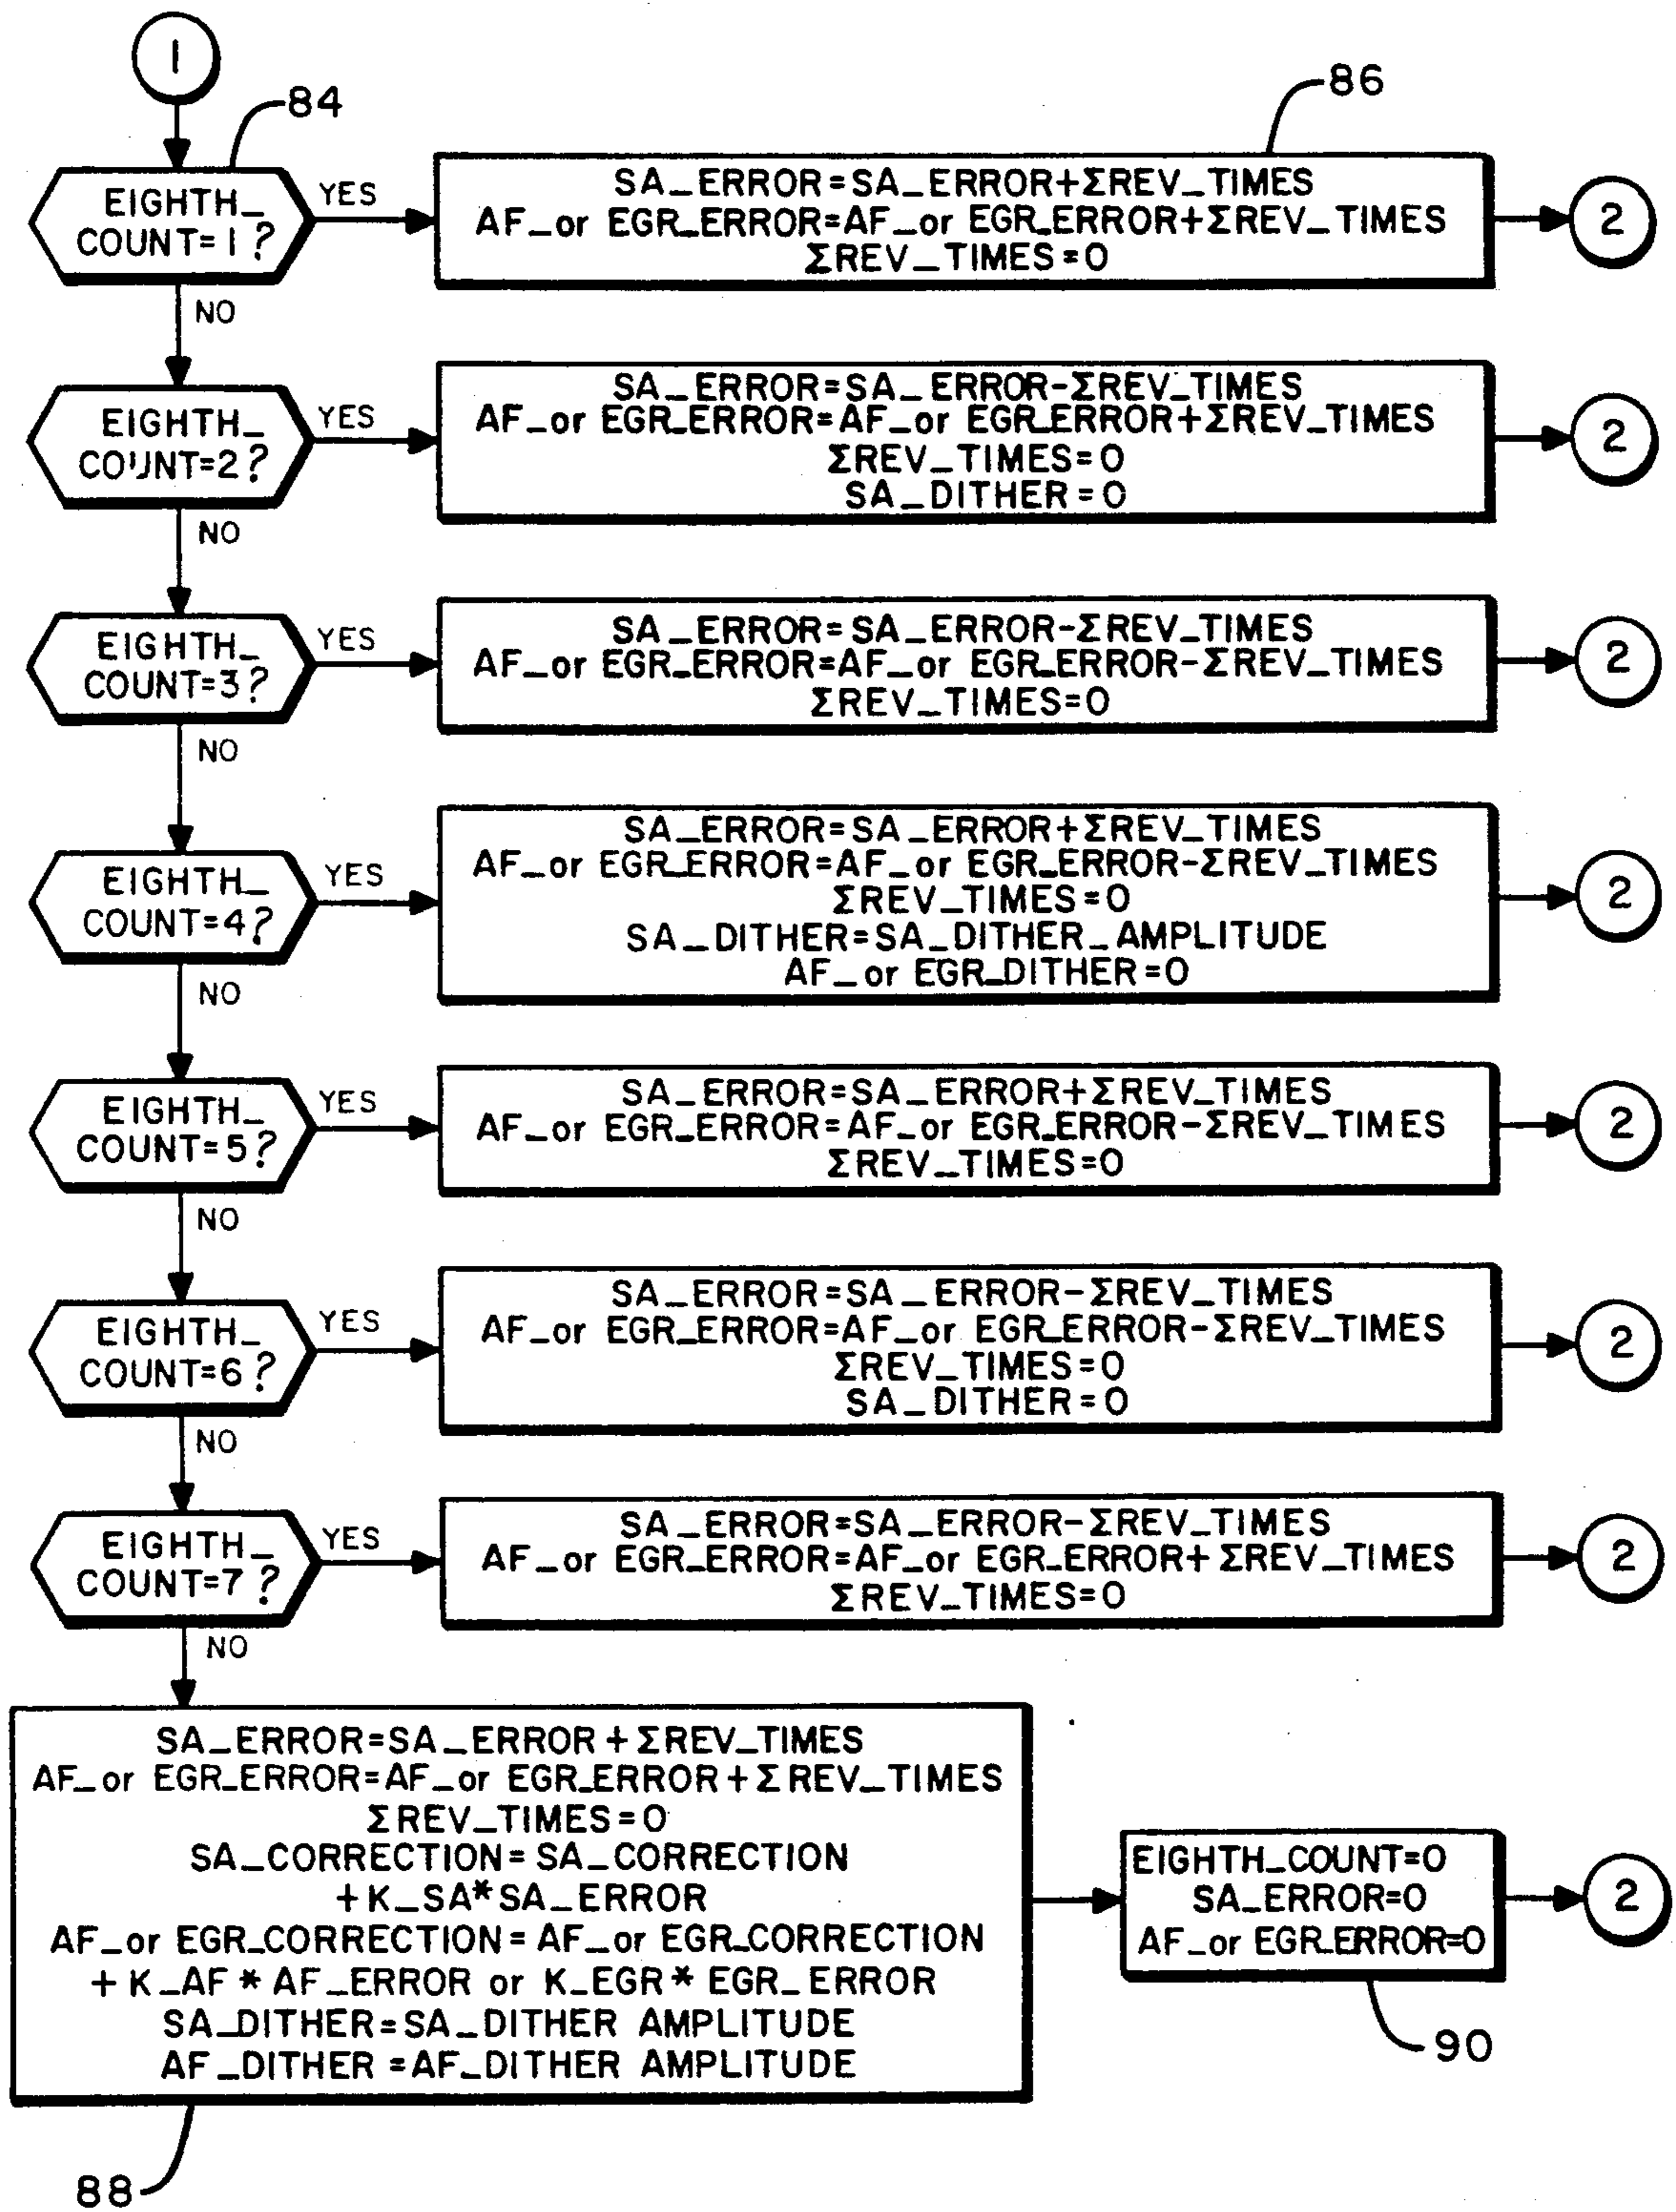 1
84
86
EIGHTH_
COUNT=1?
YES
SA_ERROR=SA_ERROR+ΣREV_TIMES
AF_or EGR_ERROR=AF_or EGR_ERROR+ΣREV_TIMES
ΣREV_TIMES=0
2
NO
EIGHTH_
COUNT=2?
YES
SA_ERROR=SA_ERROR-ΣREV_TIMES
AF_or EGR_ERROR=AF_or EGR_ERROR+ΣREV_TIMES
ΣREV_TIMES=0
SA_DITHER=0
2
NO
EIGHTH_
COUNT=3?
YES
SA_ERROR=SA_ERROR-ΣREV_TIMES
AF_or EGR_ERROR=AF_or EGR_ERROR-ΣREV_TIMES
ΣREV_TIMES=0
2
NO
EIGHTH_
COUNT=4?
YES
SA_ERROR=SA_ERROR+ΣREV_TIMES
AF_or EGR_ERROR=AF_or EGR_ERROR-ΣREV_TIMES
ΣREV_TIMES=0
SA_DITHER=SA_DITHER_AMPLITUDE
AF_or EGR_DITHER=0
2
NO
EIGHTH_
COUNT=5?
YES
SA_ERROR=SA_ERROR+ΣREV_TIMES
AF_or EGR_ERROR=AF_or EGR_ERROR-ΣREV_TIMES
ΣREV_TIMES=0
2
NO
EIGHTH_
COUNT=6?
YES
SA_ERROR=SA_ERROR-ΣREV_TIMES
AF_or EGR_ERROR=AF_or EGR_ERROR-ΣREV_TIMES
ΣREV_TIMES=0
SA_DITHER=0
2
NO
EIGHTH_
COUNT=7?
YES
SA_ERROR=SA_ERROR-ΣREV_TIMES
AF_or EGR_ERROR=AF_or EGR_ERROR+ΣREV_TIMES
ΣREV_TIMES=0
2
NO
SA_ERROR=SA_ERROR+ΣREV_TIMES
AF_or EGR_ERROR=AF_or EGR_ERROR+ΣREV_TIMES
ΣREV_TIMES=0
SA_CORRECTION=SA_CORRECTION
+K_SA*SA_ERROR
AF_or EGR_CORRECTION=AF_or EGR_CORRECTION
+K_AF*AF_ERROR or K_EGR*EGR_ERROR
SA_DITHER=SA_DITHER AMPLITUDE
AF_DITHER=AF_DITHER AMPLITUDE
88
EIGHTH_COUNT=0
SA_ERROR=0
AF_or EGR_ERROR=0
90
2